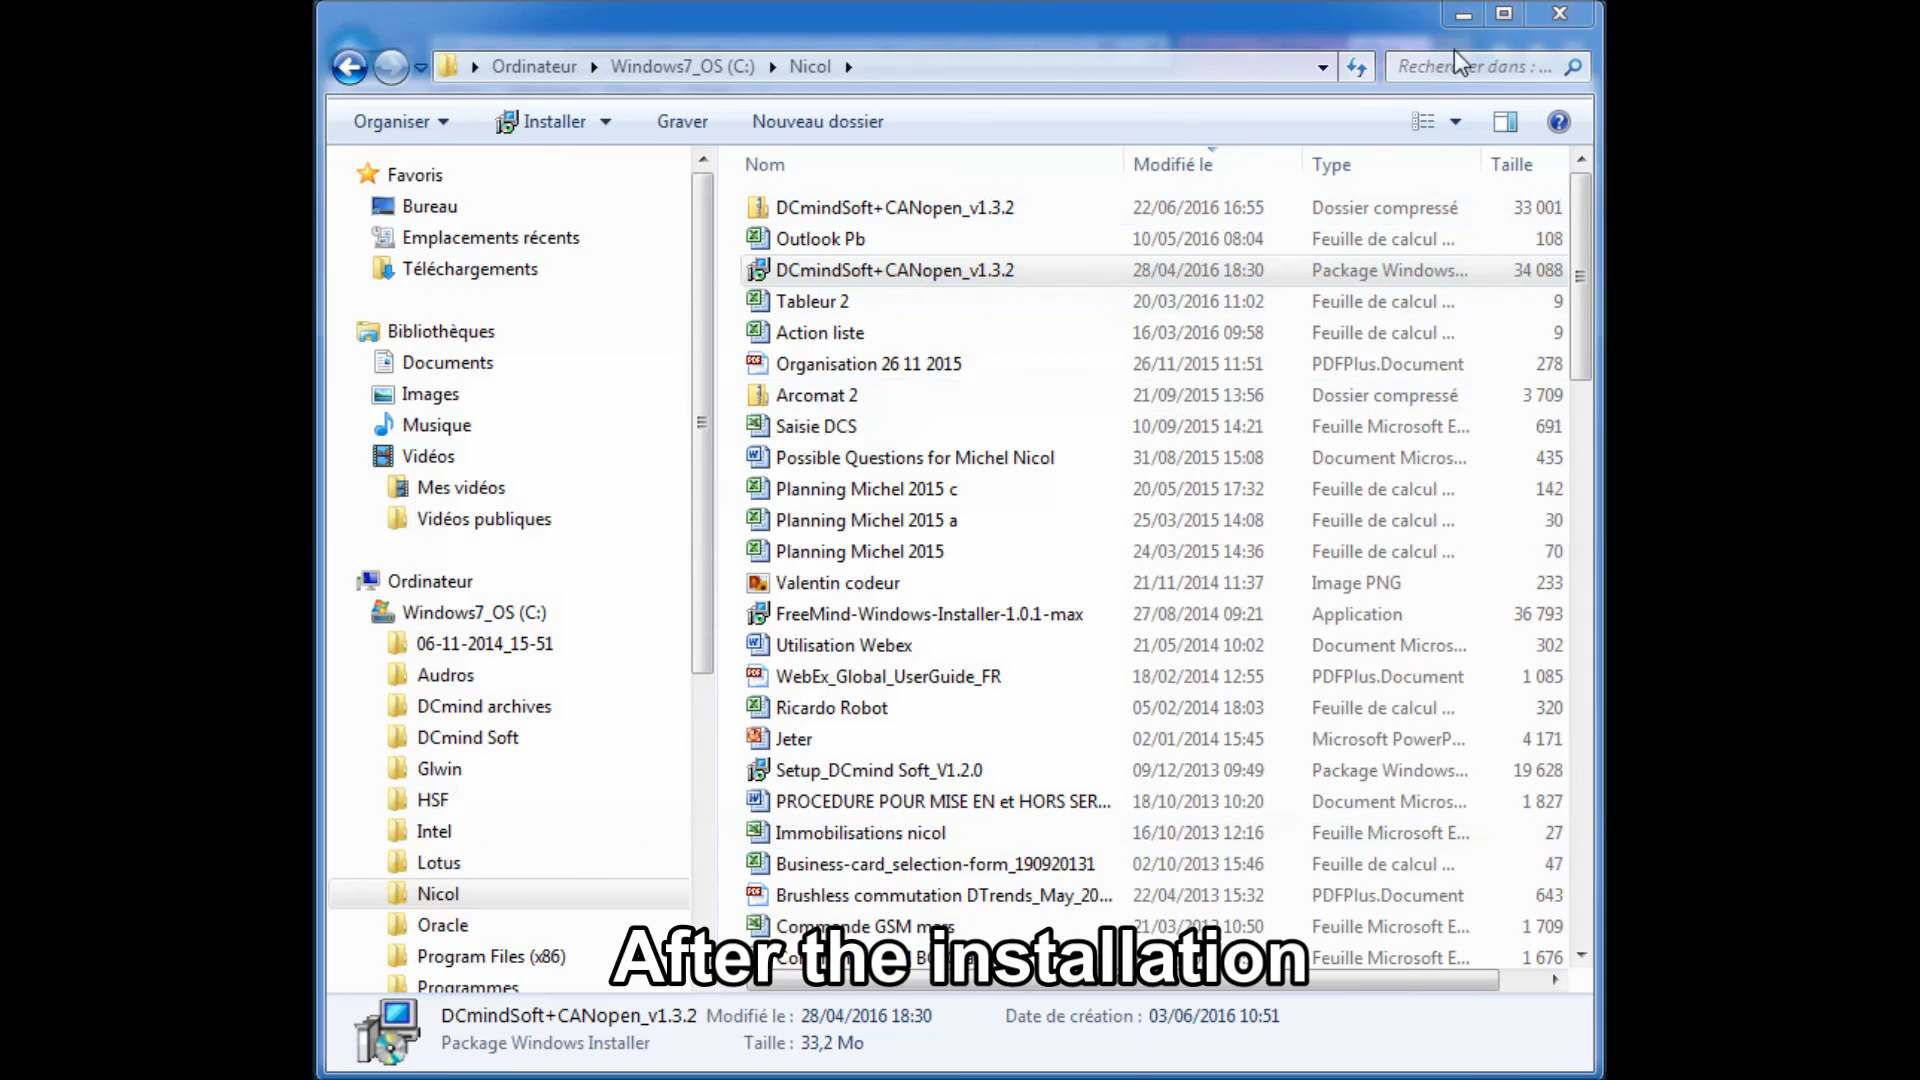 Ordinateur Windows7_OS (C:) Nicol
Rechercher dans : ...
Organiser Installer Graver Nouveau dossier
Favoris
Bureau
Emplacements récents
Téléchargements
Bibliothèques
Documents
Images
Musique
Vidéos
Mes vidéos
Vidéos publiques
Ordinateur
Windows7_OS (C:)
06-11-2014_15-51
Audros
DCmind archives
DCmind Soft
Glwin
HSF
Intel
Lotus
Nicol
Oracle
Program Files (x86)
Programmes
Nom Modifié le Type Taille
DCmindSoft+CANopen_v1.3.2 22/06/2016 16:55 Dossier compressé 33 001
Outlook Pb 10/05/2016 08:04 Feuille de calcul ... 108
DCmindSoft+CANopen_v1.3.2 28/04/2016 18:30 Package Windows... 34 088
Tableur 2 20/03/2016 11:02 Feuille de calcul ... 9
Action liste 16/03/2016 09:58 Feuille de calcul ... 9
Organisation 26 11 2015 26/11/2015 11:51 PDFPlus.Document 278
Arcomat 2 21/09/2015 13:56 Dossier compressé 3 709
Saisie DCS 10/09/2015 14:21 Feuille Microsoft E... 691
Possible Questions for Michel Nicol 31/08/2015 15:08 Document Micros... 435
Planning Michel 2015 c 20/05/2015 17:32 Feuille de calcul ... 142
Planning Michel 2015 a 25/03/2015 14:08 Feuille de calcul ... 30
Planning Michel 2015 24/03/2015 14:36 Feuille de calcul ... 70
Valentin codeur 21/11/2014 11:37 Image PNG 233
FreeMind-Windows-Installer-1.0.1-max 27/08/2014 09:21 Application 36 793
Utilisation Webex 21/05/2014 10:02 Document Micros... 302
WebEx_Global_UserGuide_FR 18/02/2014 12:55 PDFPlus.Document 1 085
Ricardo Robot 05/02/2014 18:03 Feuille de calcul ... 320
Jeter 02/01/2014 15:45 Microsoft PowerP... 4 171
Setup_DCmind Soft_V1.2.0 09/12/2013 09:49 Package Windows... 19 628
PROCEDURE POUR MISE EN et HORS SER... 18/10/2013 10:20 Document Micros... 1 827
Immobilisations nicol 16/10/2013 12:16 Feuille Microsoft E... 27
Business-card_selection-form_190920131 02/10/2013 15:46 Feuille de calcul ... 47
Brushless commutation DTrends_May_20... 22/04/2013 15:32 PDFPlus.Document 643
Commande GSM mars 21/03/2013 10:50 Feuille Microsoft E... 1 709
Feuille Microsoft E... 1 676
After the installation
DCmindSoft+CANopen_v1.3.2 Modifié le : 28/04/2016 18:30 Date de création : 03/06/2016 10:51
Package Windows Installer Taille : 33,2 Mo